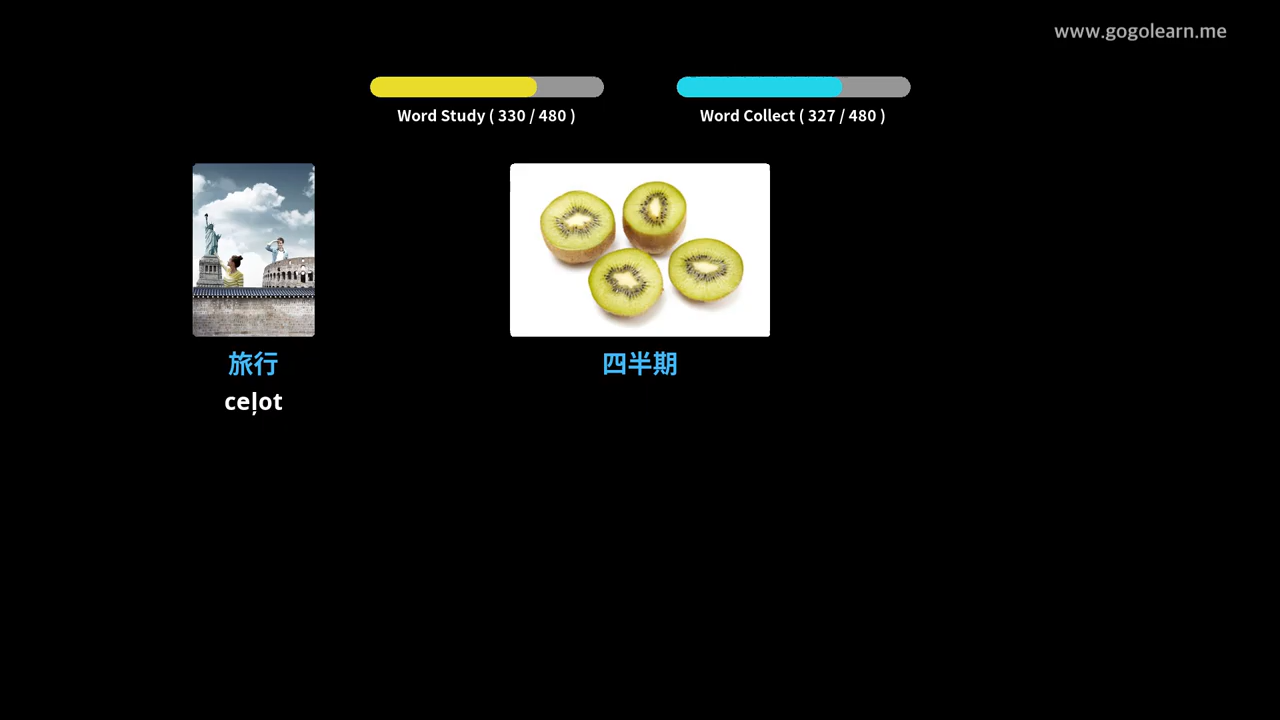 www.gogolearn.me
Word Study ( 330 / 480 )
Word Collect ( 327 / 480 )
旅行
ceļot
四半期